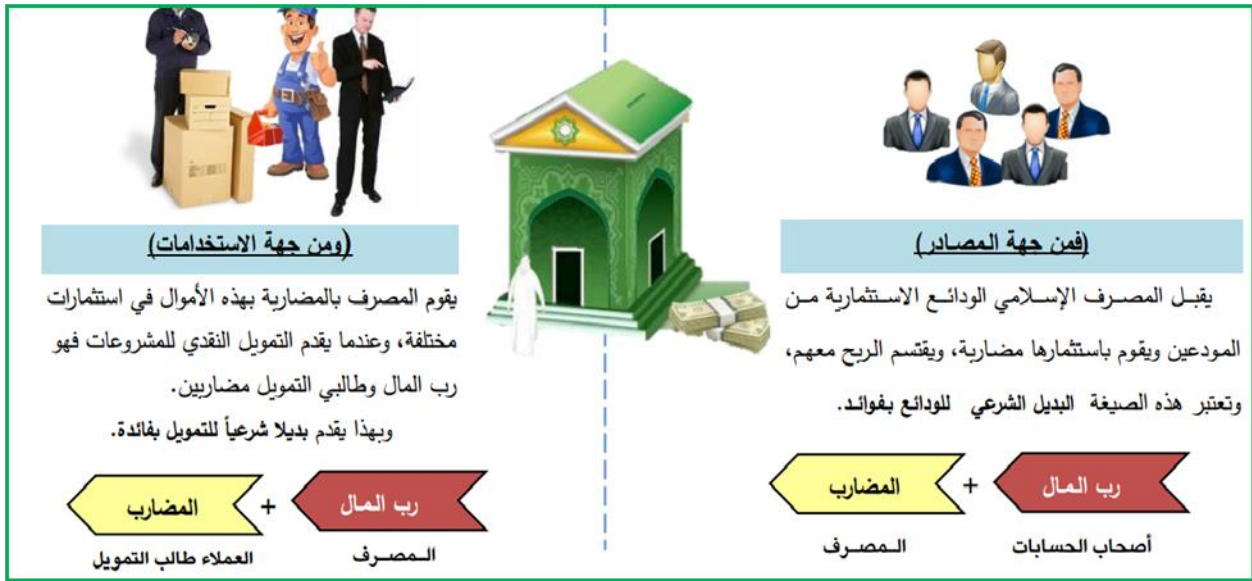 (فمن جهة المصادر)
يقبل المصرف الإسلامي الودائع الاستثمارية من
المودعين ويقوم باستثمارها مضاربة، ويقتسم الربح معهم،
وتعتبر هذه الصيغة البديل الشرعي للودائع بفوائد.
رب المال + المضارب
أصحاب الحسابات المصرف
(ومن جهة الاستخدامات)
يقوم المصرف بالمضاربة بهذه الأموال في استثمارات
مختلفة، وعندما يقدم التمويل النقدي للمشروعات فهو
رب المال وطالبي التمويل مضاربين.
وبهذا يقدم بديلا شرعياً للتمويل بفائدة.
رب المال + المضارب
المصرف العملاء طالب التمويل